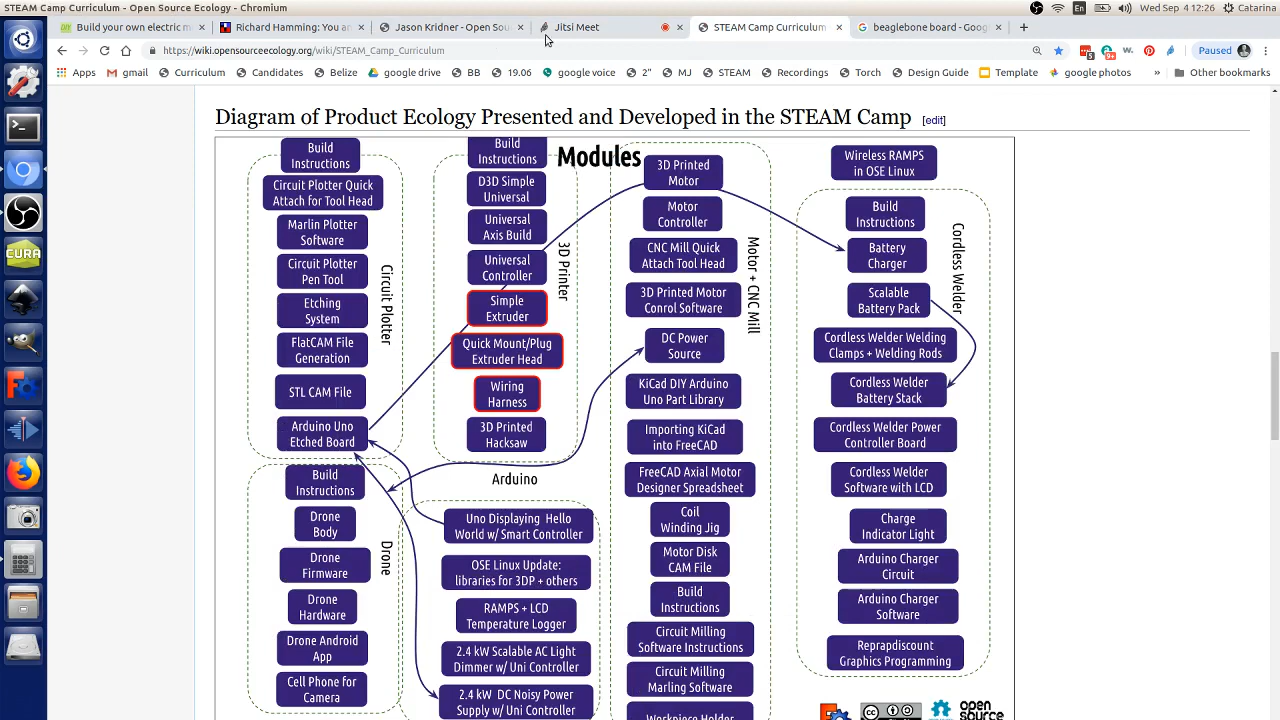 STEAM Camp Curriculum - Open Source Ecology - Chromium
En
Wed Sep 4 12:26
Catarina
Build your own electric m
Richard Hamming: You an
Jason Kridner - Open Sou
Jitsi Meet
STEAM Camp Curriculum
beaglebone board - Goog
https://wiki.opensourceecology.org/wiki/STEAM_Camp_Curriculum
Paused
Apps
gmail
Curriculum
Candidates
Belize
google drive
BB
19.06
google voice
2"
MJ
STEAM
Recordings
Torch
Design Guide
Template
google photos
»
Other bookmarks
Diagram of Product Ecology Presented and Developed in the STEAM Camp [edit]
Modules
Build
Instructions
Circuit Plotter Quick
Attach for Tool Head
Marlin Plotter
Software
Circuit Plotter
Pen Tool
Etching
System
FlatCAM File
Generation
STL CAM File
Arduino Uno
Etched Board
Circuit Plotter
Build
Instructions
Drone
Body
Drone
Firmware
Drone
Hardware
Drone Android
App
Cell Phone for
Camera
Drone
Build
Instructions
D3D Simple
Universal
Universal
Axis Build
Universal
Controller
Simple
Extruder
Quick Mount/Plug
Extruder Head
Wiring
Harness
3D Printed
Hacksaw
3D Printer
Arduino
Uno Displaying Hello
World w/ Smart Controller
OSE Linux Update:
libraries for 3DP + others
RAMPS + LCD
Temperature Logger
2.4 kW Scalable AC Light
Dimmer w/ Uni Controller
2.4 kW DC Noisy Power
Supply w/ Uni Controller
3D Printed
Motor
Motor
Controller
CNC Mill Quick
Attach Tool Head
3D Printed Motor
Conrol Software
DC Power
Source
KiCad DIY Arduino
Uno Part Library
Importing KiCad
into FreeCAD
FreeCAD Axial Motor
Designer Spreadsheet
Coil
Winding Jig
Motor Disk
CAM File
Build
Instructions
Circuit Milling
Software Instructions
Circuit Milling
Marling Software
Workpiece Holder
Motor + CNC Mill
Wireless RAMPS
in OSE Linux
Build
Instructions
Battery
Charger
Scalable
Battery Pack
Cordless Welder Welding
Clamps + Welding Rods
Cordless Welder
Battery Stack
Cordless Welder Power
Controller Board
Cordless Welder
Software with LCD
Charge
Indicator Light
Arduino Charger
Circuit
Arduino Charger
Software
Reprapdiscount
Graphics Programming
Cordless Welder
CURA
cc
open
source